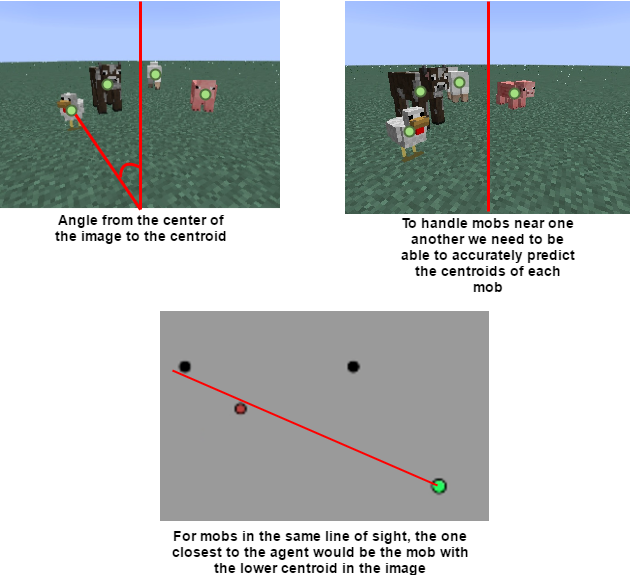 Angle from the center of
the image to the centroid
To handle mobs near one
another we need to be
able to accurately predict
the centroids of each
mob
For mobs in the same line of sight, the one
closest to the agent would be the mob with
the lower centroid in the image